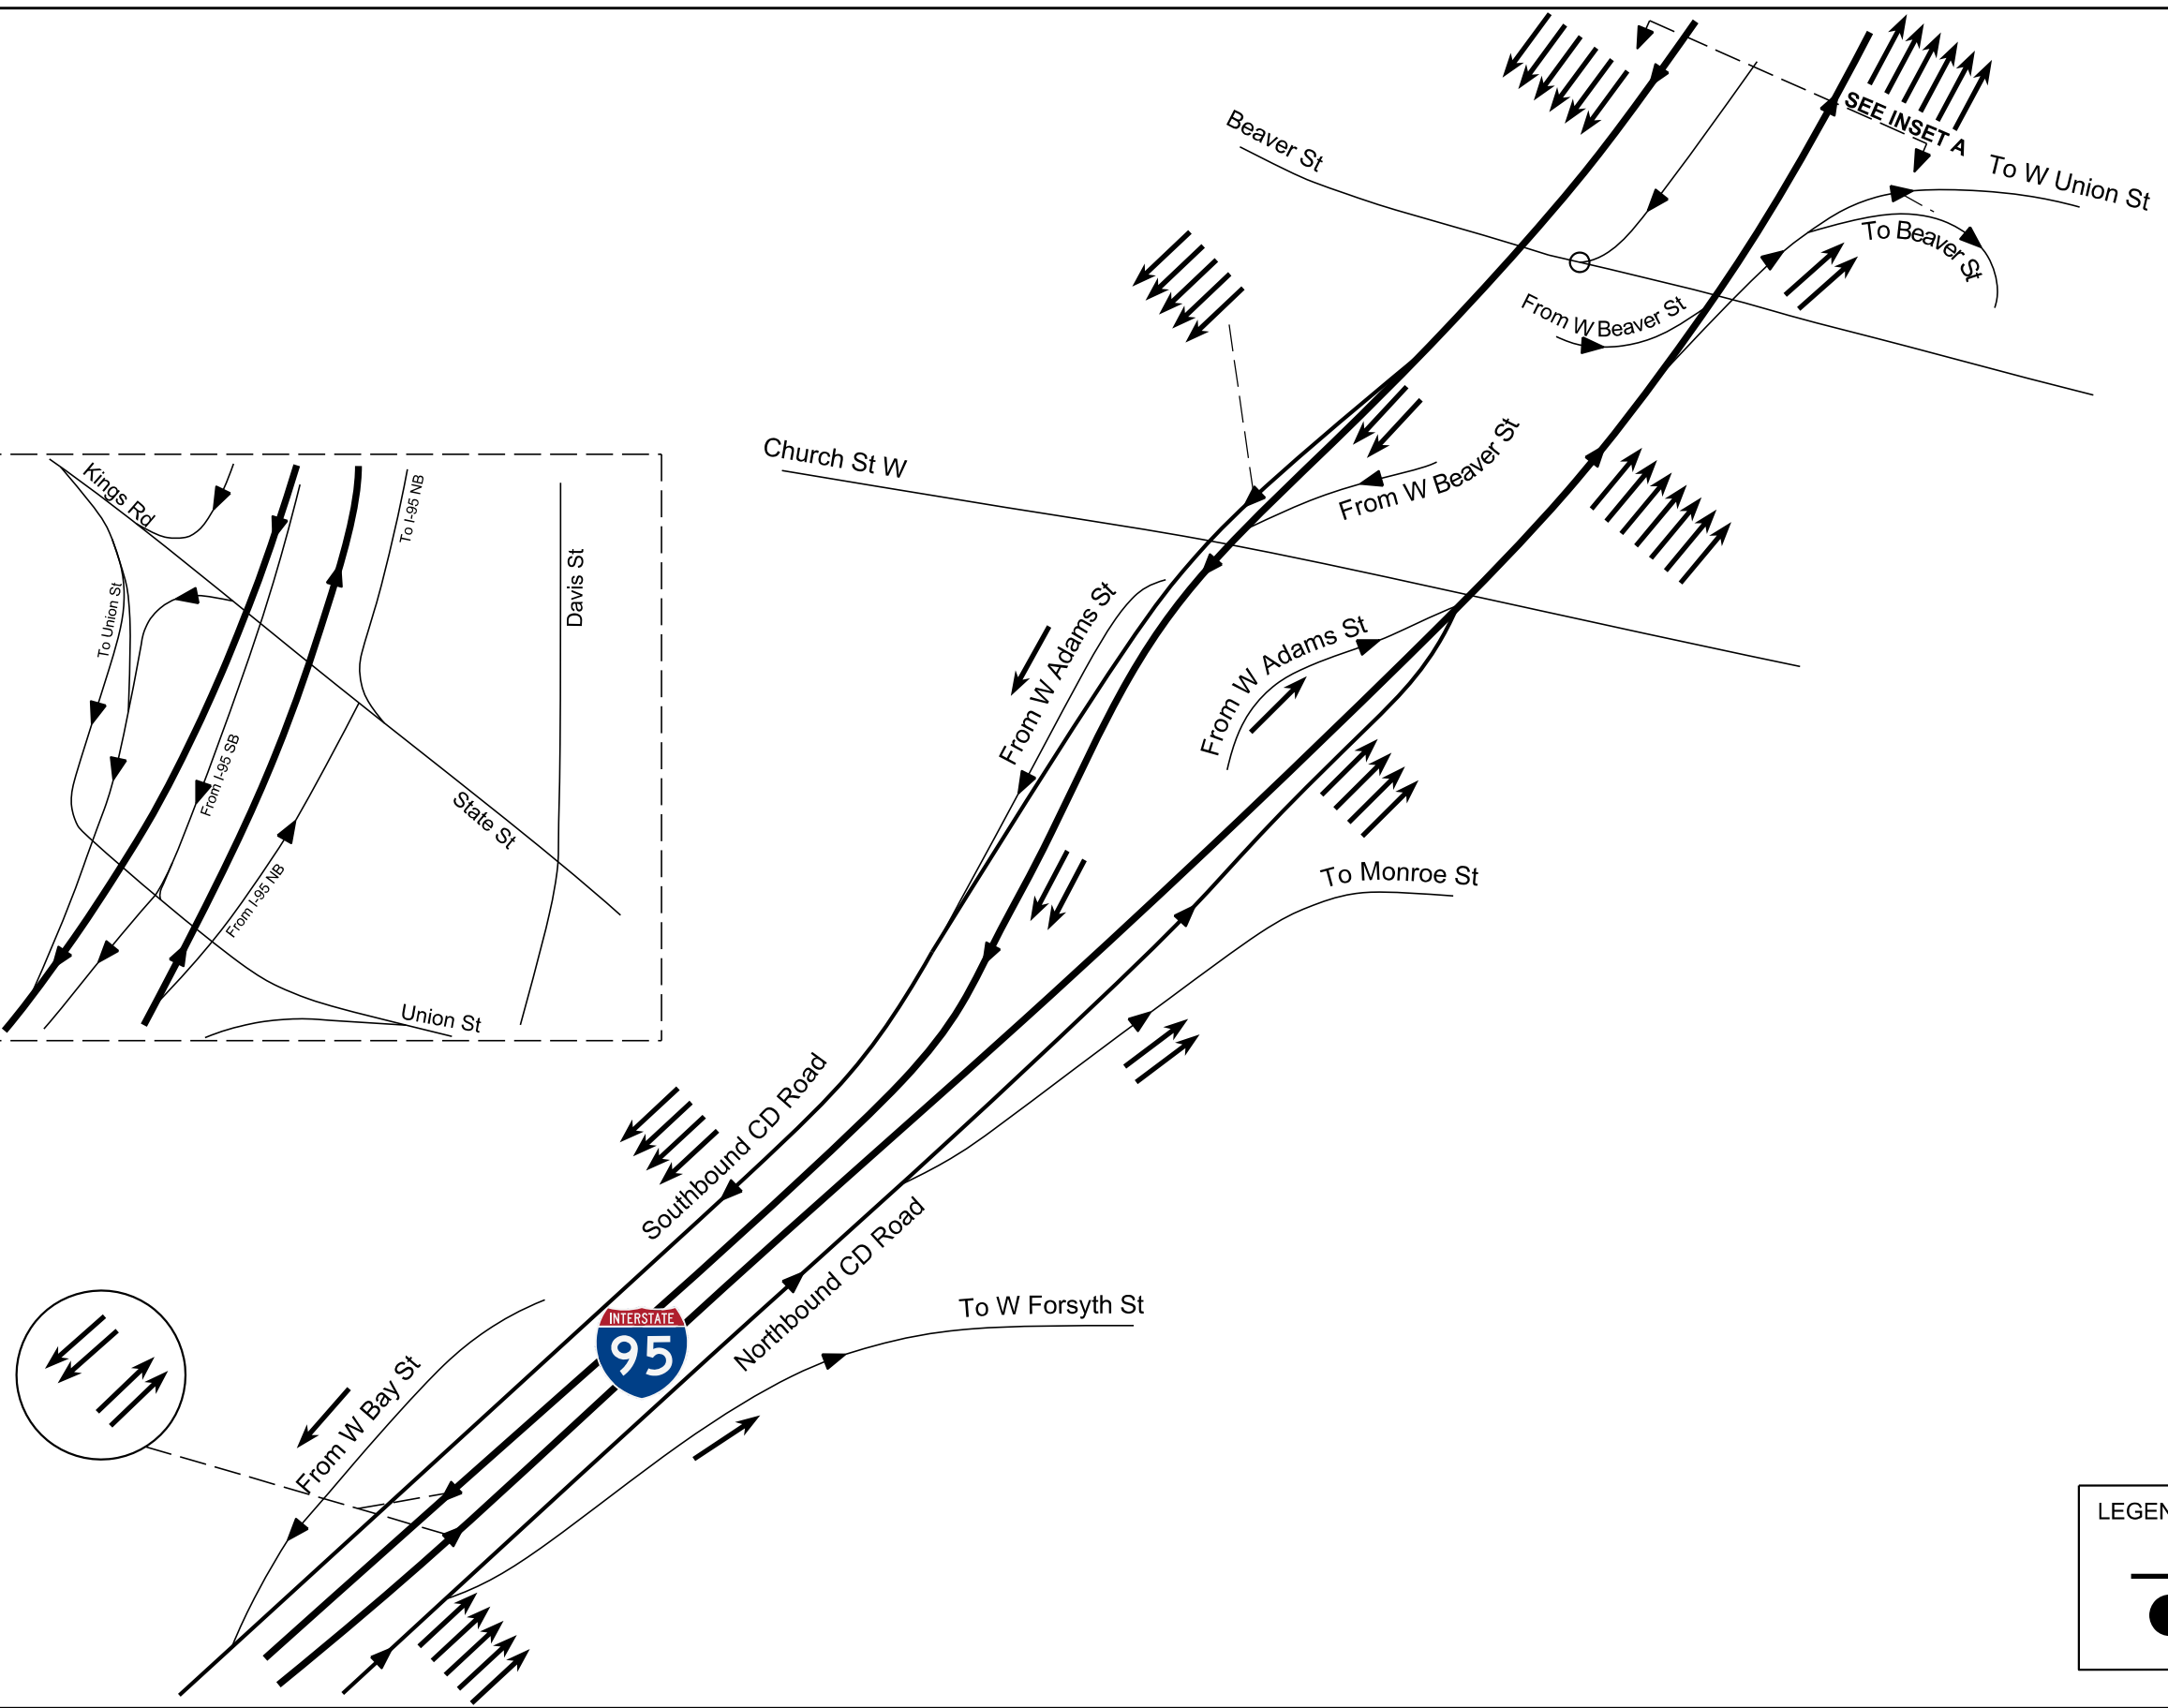 SEE INSET A
Beaver St
To W Union St
To Beaver St
From W Beaver St
Church St W
From W Beaver St
Kings Rd
To I-95 NB
Davis St
To Union St
From W Adams St
From W Adams St
From I-95 SB
State St
From I-95 NB
To Monroe St
Union St
Southbound CD Road
Northbound CD Road
To W Forsyth St
INTERSTATE
95
From W Bay St
LEGEN